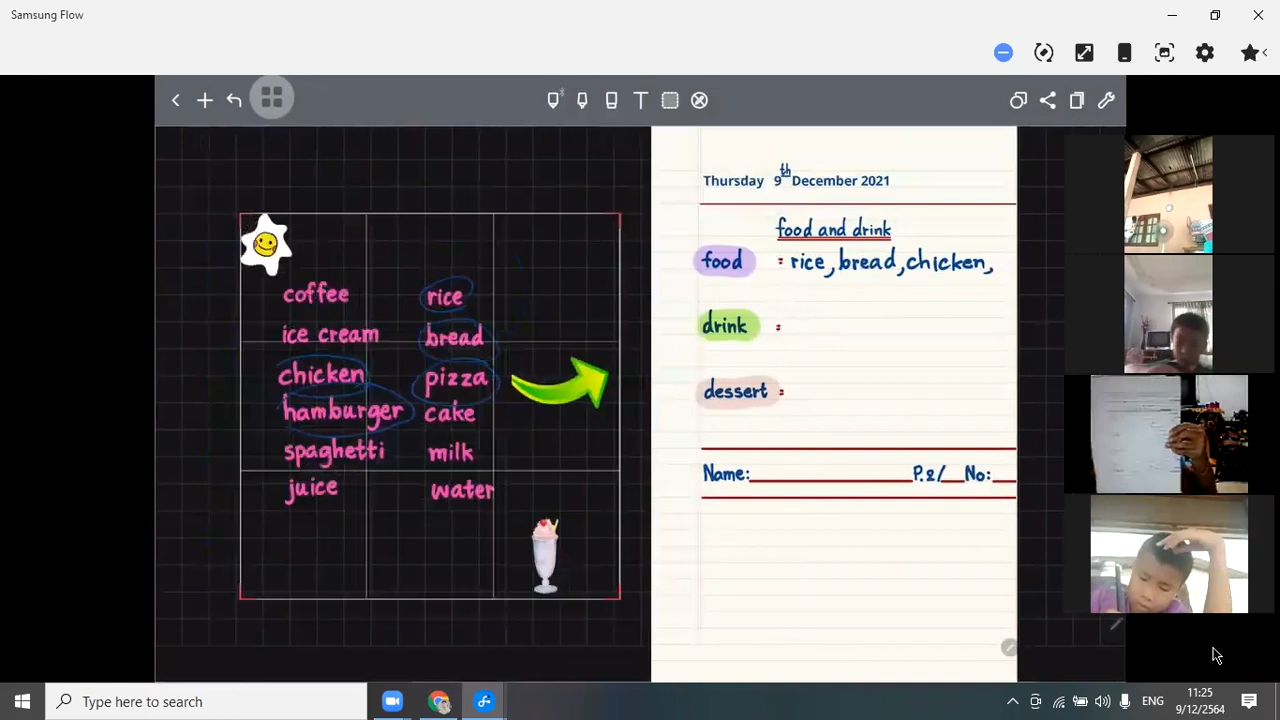 Samsung Flow
Thursday 9th December 2021
food and drink
food : rice, bread, chicken,
drink :
dessert :
Name: P.2/ No:
coffee rice
ice cream bread
chicken pizza
hamburger cake
spaghetti milk
juice water
Type here to search
ENG
11:25
9/12/2564